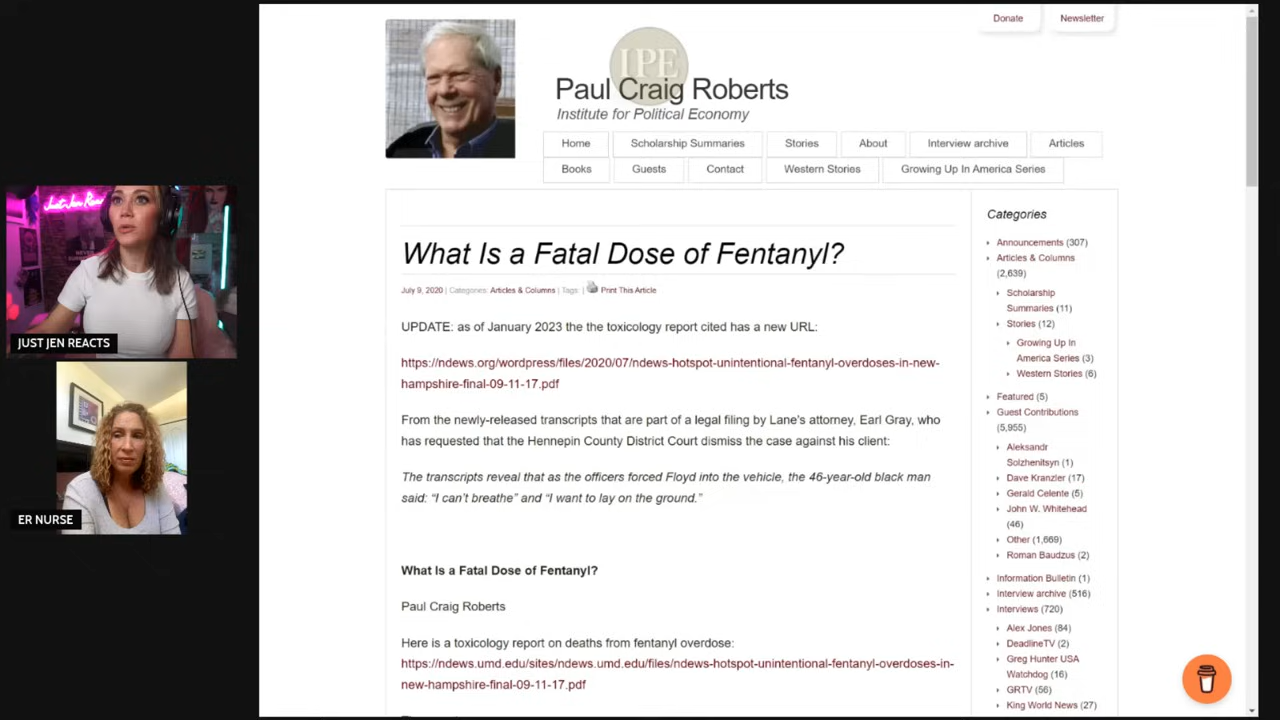 Donate
Newsletter
IPE
Paul Craig Roberts
Institute for Political Economy
Home
Scholarship Summaries
Stories
About
Interview archive
Articles
Books
Guests
Contact
Western Stories
Growing Up In America Series
What Is a Fatal Dose of Fentanyl?
July 9, 2020 | Categories: Articles & Columns | Tags: | Print This Article
UPDATE: as of January 2023 the the toxicology report cited has a new URL:
https://ndews.org/wordpress/files/2020/07/ndews-hotspot-unintentional-fentanyl-overdoses-in-new-
hampshire-final-09-11-17.pdf
From the newly-released transcripts that are part of a legal filing by Lane's attorney, Earl Gray, who
has requested that the Hennepin County District Court dismiss the case against his client:
The transcripts reveal that as the officers forced Floyd into the vehicle, the 46-year-old black man
said: “I can't breathe” and “I want to lay on the ground.”
What Is a Fatal Dose of Fentanyl?
Paul Craig Roberts
Here is a toxicology report on deaths from fentanyl overdose:
https://ndews.umd.edu/sites/ndews.umd.edu/files/ndews-hotspot-unintentional-fentanyl-overdoses-in-
new-hampshire-final-09-11-17.pdf
Categories
Announcements (307)
Articles & Columns
(2,639)
Scholarship
Summaries (11)
Stories (12)
Growing Up In
America Series (3)
Western Stories (6)
Featured (5)
Guest Contributions
(5,955)
Aleksandr
Solzhenitsyn (1)
Dave Kranzler (17)
Gerald Celente (5)
John W. Whitehead
(46)
Other (1,669)
Roman Baudzus (2)
Information Bulletin (1)
Interview archive (516)
Interviews (720)
Alex Jones (84)
DeadlineTV (2)
Greg Hunter USA
Watchdog (16)
GRTV (56)
King World News (27)
Just Jen Rea
JUST JEN REACTS
ER NURSE